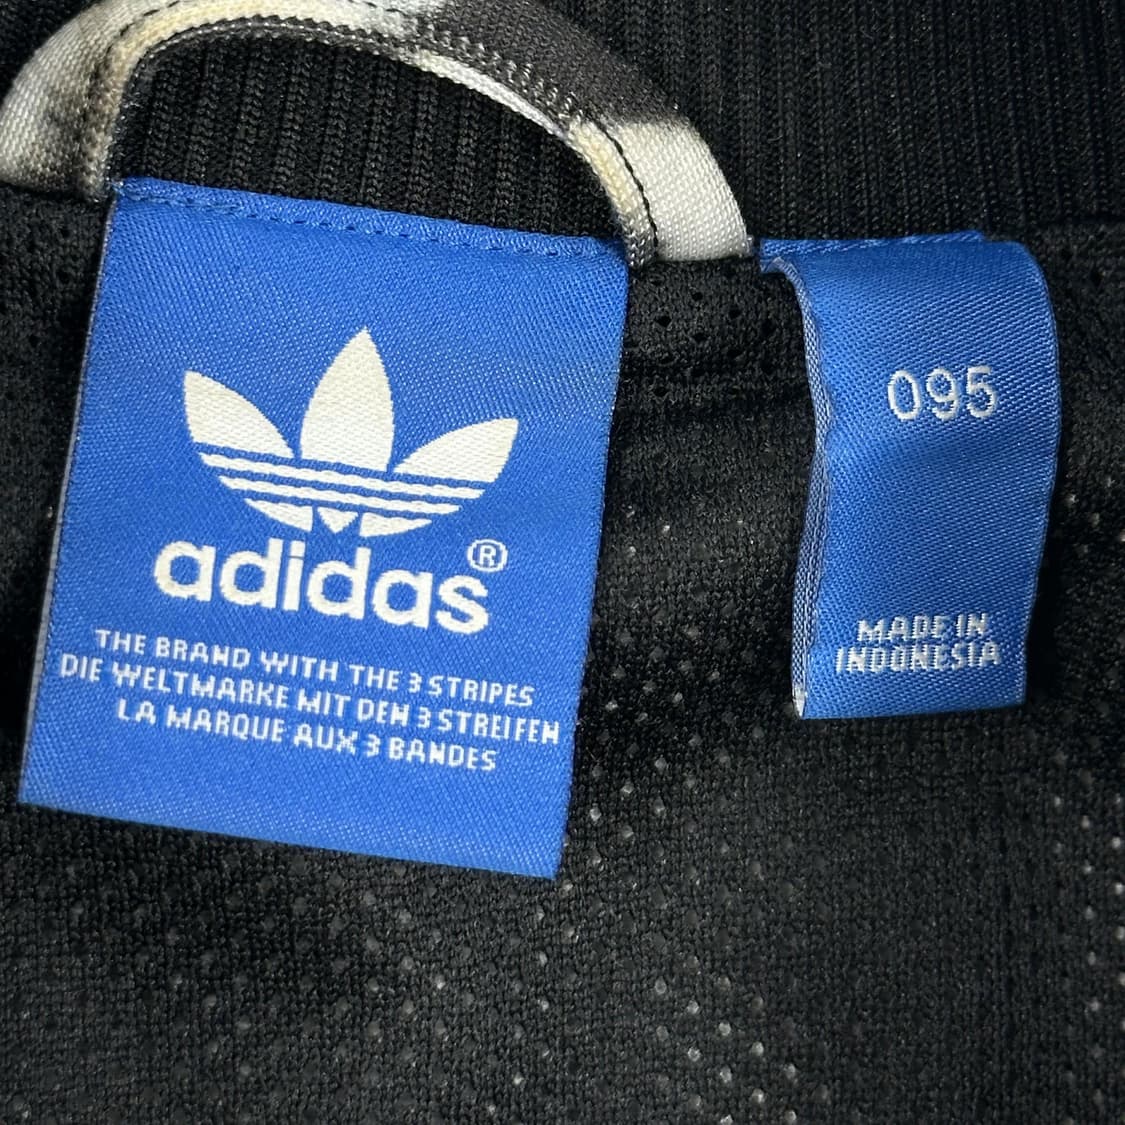 adidas®
THE BRAND WITH THE 3 STRIPES
DIE WELTMARKE MIT DEN 3 STREIFEN
LA MARQUE AUX 3 BANDES
095
MADE IN
INDONESIA